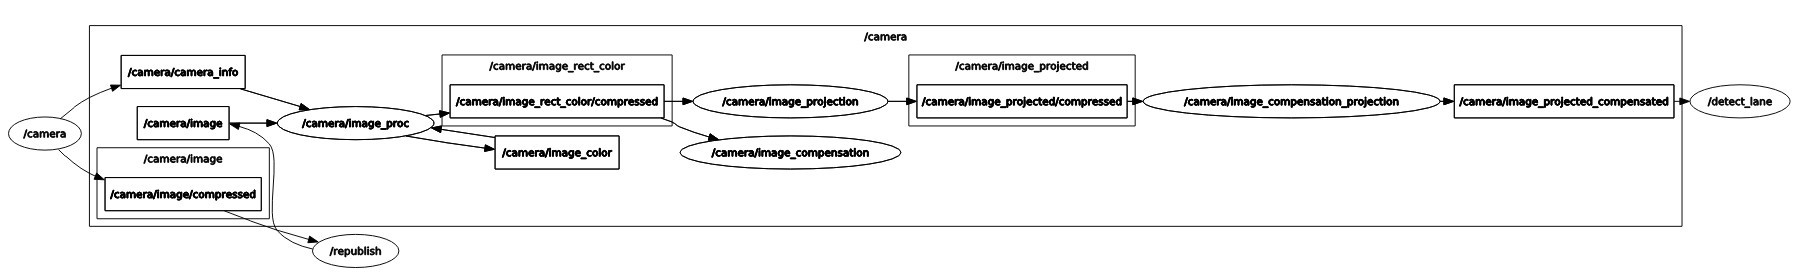 /camera
/camera
/camera/camera_info
/camera/image
/camera/image
/camera/image/compressed
/republish
/camera/image_proc
/camera/image_rect_color
/camera/image_rect_color/compressed
/camera/image_color
/camera/image_projection
/camera/image_compensation
/camera/image_projected
/camera/image_projected/compressed
/camera/image_compensation_projection
/camera/image_projected_compensated
/detect_lane